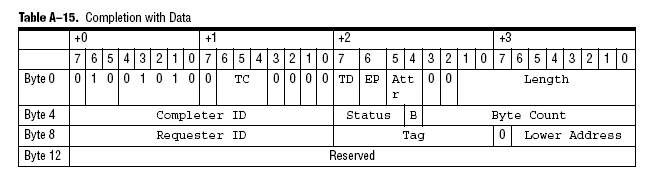 Table A–15. Completion with Data
+0 +1 +2 +3
7 6 5 4 3 2 1 0 7 6 5 4 3 2 1 0 7 6 5 4 3 2 1 0 7 6 5 4 3 2 1 0
Byte 0 0 1 0 0 1 0 1 0 0 TC 0 0 0 0 TD EP Att 0 0 Length
r
Byte 4 Completer ID Status B Byte Count
Byte 8 Requester ID Tag 0 Lower Address
Byte 12 Reserved